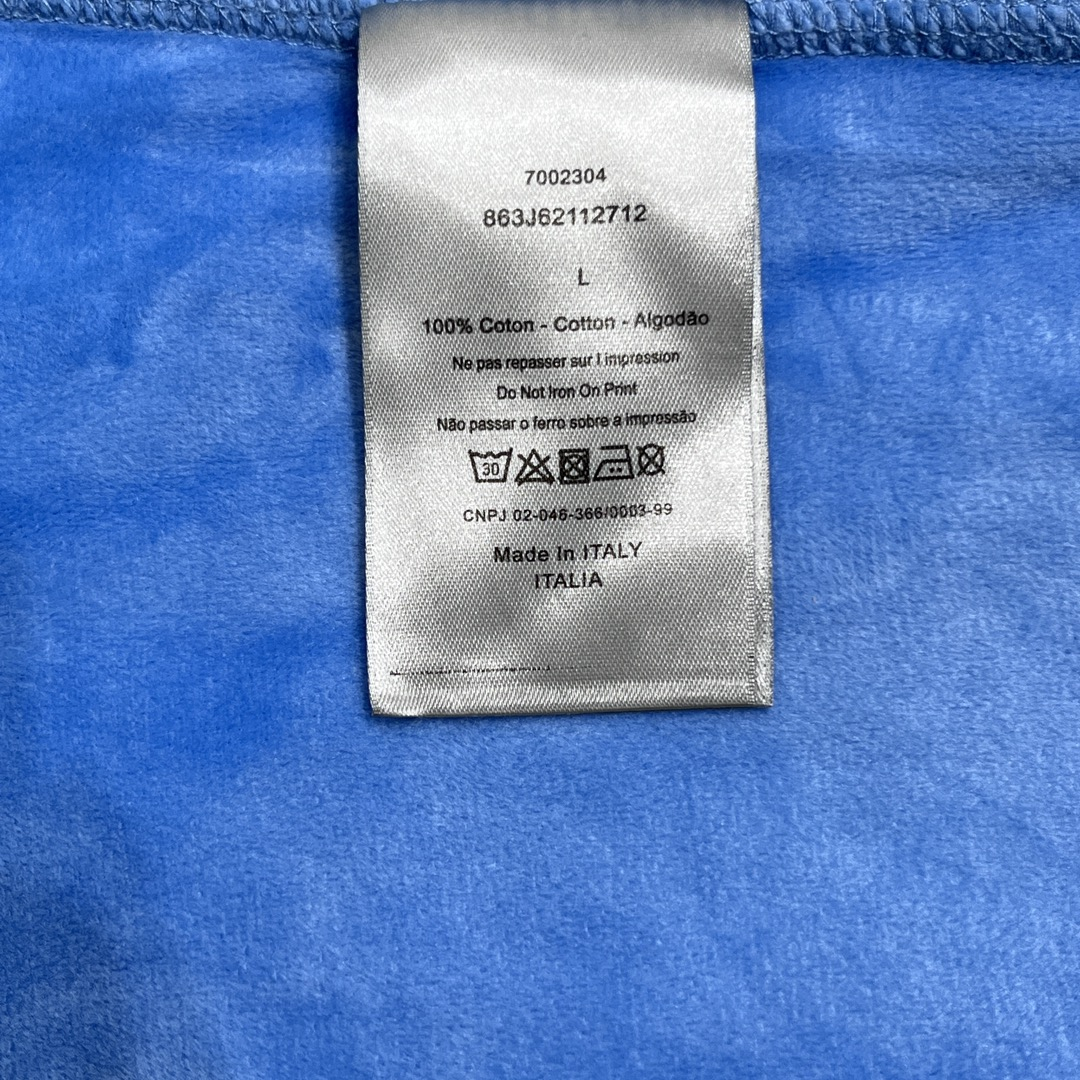 7002304
863J62112712
L
100% Coton - Cotton - Algodão
Ne pas repasser sur l impression
Do Not Iron On Print
Não passar o ferro sobre a impressão
30
CNPJ 02-046-366/0003-99
Made In ITALY
ITALIA